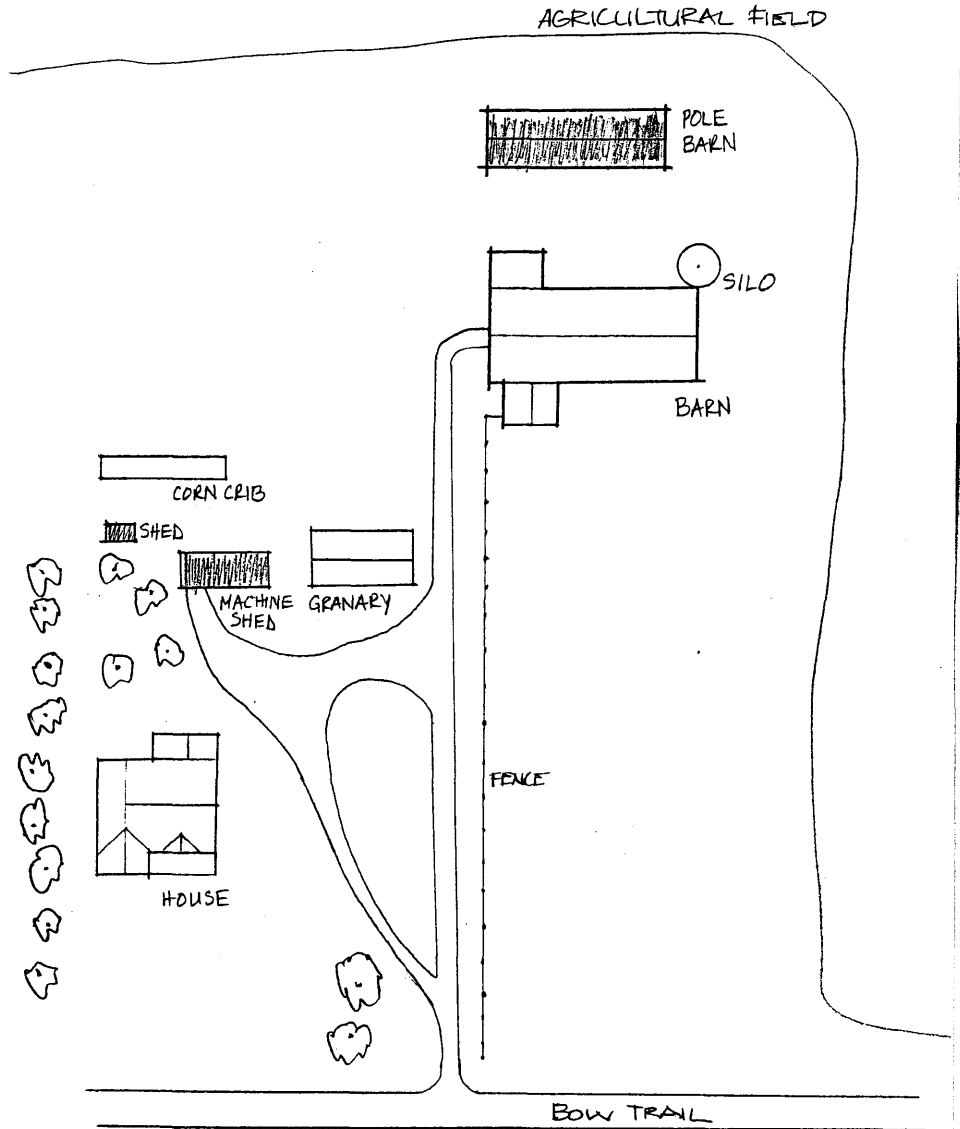 AGRICULTURAL FIELD
POLE
BARN
SILO
BARN
CORN CRIB
SHED
MACHINE
SHED
GRANARY
FENCE
HOUSE
BOW TRAIL